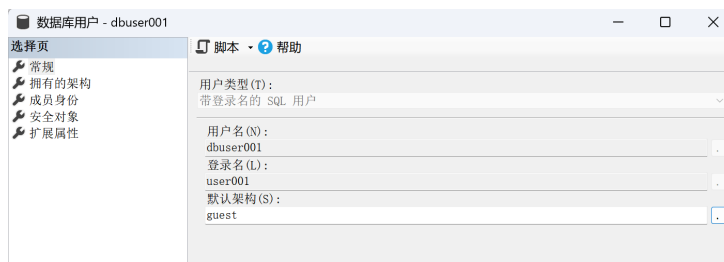 数据库用户 - dbuser001
选择页
常规
拥有的架构
成员身份
安全对象
扩展属性
脚本 帮助
用户类型(T):
带登录名的 SQL 用户
用户名(N):
dbuser001
登录名(L):
user001
默认架构(S):
guest